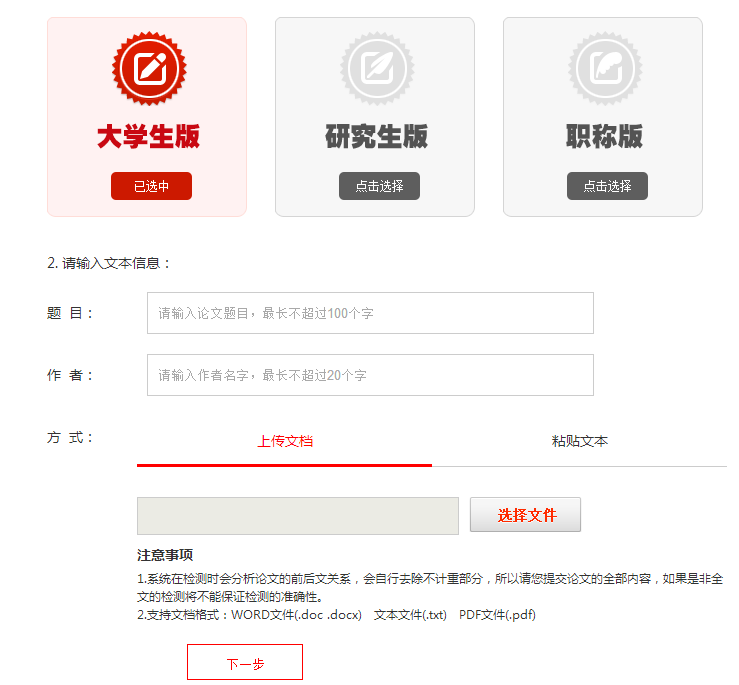 大学生版 研究生版 职称版
已选中 点击选择 点击选择
2. 请输入文本信息：
题 目： 请输入论文题目，最长不超过100个字
作 者： 请输入作者名字，最长不超过20个字
方 式： 上传文档 粘贴文本
选择文件
注意事项
1.系统在检测时会分析论文的前后文关系，会自行去除不计重部分，所以请您提交论文的全部内容，如果是非全
文的检测将不能保证检测的准确性。
2.支持文档格式：WORD文件(.doc .docx) 文本文件(.txt) PDF文件(.pdf)
下一步